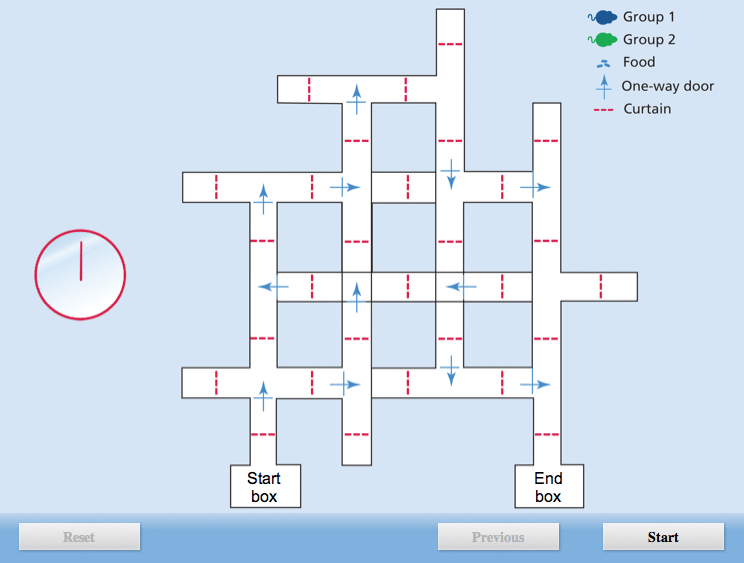 Group 1
Group 2
Food
One-way door
Curtain
Start
box
End
box
Reset
Previous
Start